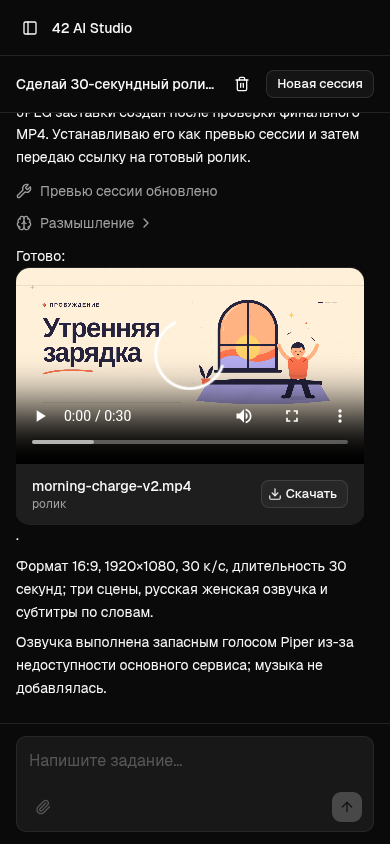 42 AI Studio
Сделай 30-секундный роли...
Новая сессия
JPEG заставки создан после проверки финального
MP4. Устанавливаю его как превью сессии и затем
передаю ссылку на готовый ролик.
Превью сессии обновлено
Размышление
Готово:
ПРОБУЖДЕНИЕ
Утренняя
зарядка
0:00 / 0:30
morning-charge-v2.mp4
ролик
Скачать
.
Формат 16:9, 1920×1080, 30 к/с, длительность 30
секунд; три сцены, русская женская озвучка и
субтитры по словам.
Озвучка выполнена запасным голосом Piper из-за
недоступности основного сервиса; музыка не
добавлялась.
Напишите задание...